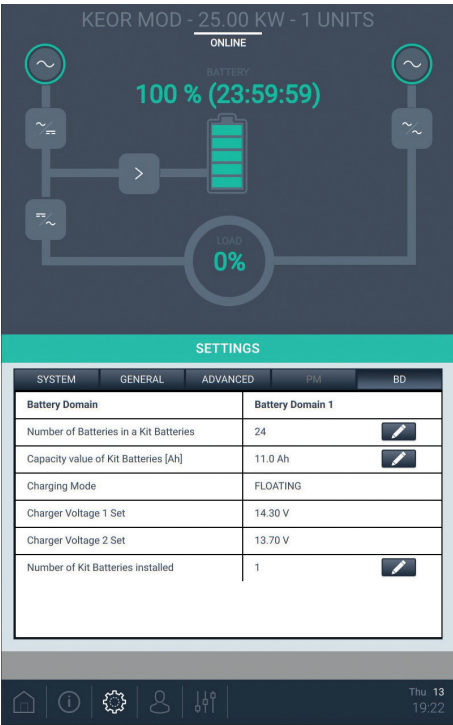 KEOR MOD - 25.00 KW - 1 UNITS
ONLINE
BATTERY
100 % (23:59:59)
LOAD
0%
SETTINGS
SYSTEM GENERAL ADVANCED PM BD
Battery Domain Battery Domain 1
Number of Batteries in a Kit Batteries 24
Capacity value of Kit Batteries [Ah] 11.0 Ah
Charging Mode FLOATING
Charger Voltage 1 Set 14.30 V
Charger Voltage 2 Set 13.70 V
Number of Kit Batteries installed 1
Thu 13
19:22